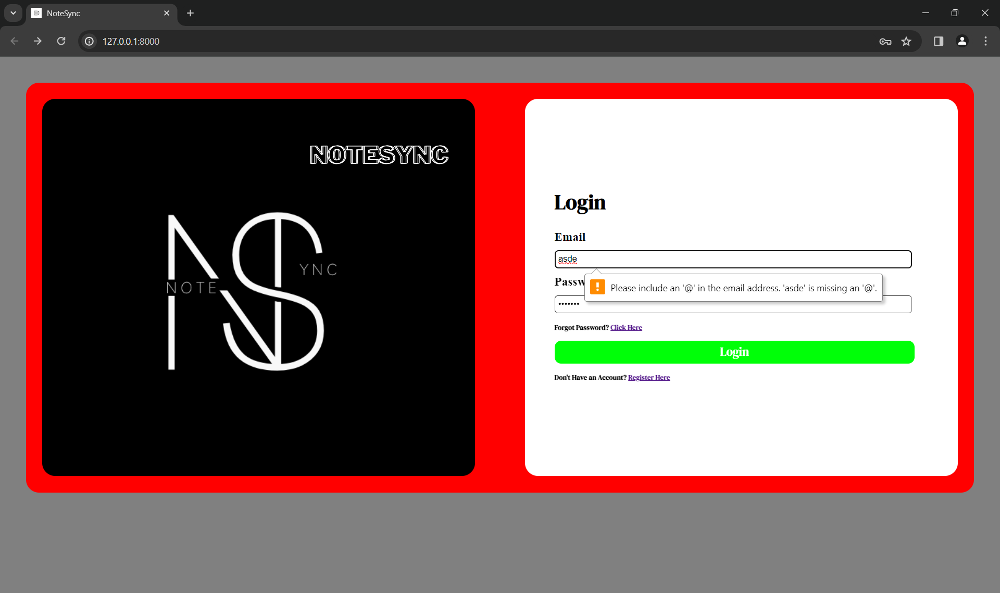 NoteSync
127.0.0.1:8000
NOTESYNC
YNC
NOTE
NS
Login
Email
asde
Please include an '@' in the email address. 'asde' is missing an '@'.
Passw
•••••••
Forgot Password? Click Here
Login
Don't Have an Account? Register Here